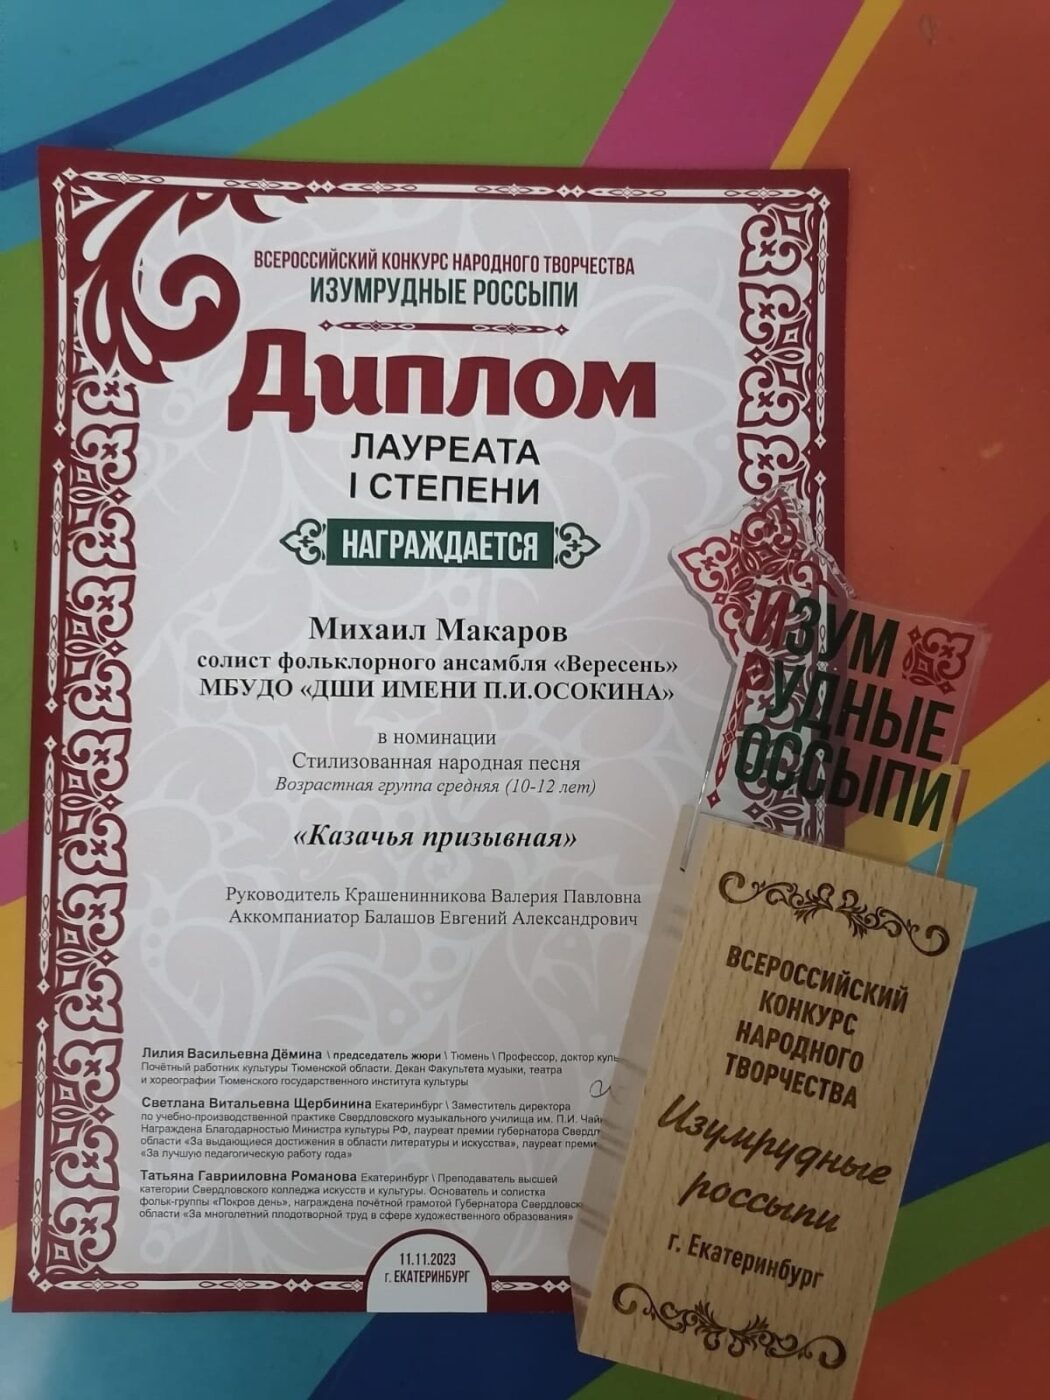 ВСЕРОССИЙСКИЙ КОНКУРС НАРОДНОГО ТВОРЧЕСТВА
ИЗУМРУДНЫЕ РОССЫПИ
Диплом
ЛАУРЕАТА
I СТЕПЕНИ
НАГРАЖДАЕТСЯ
Михаил Макаров
солист фольклорного ансамбля «Вересень»
МБУДО «ДШИ ИМЕНИ П.И.ОСОКИНА»
в номинации
Стилизованная народная песня
Возрастная группа средняя (10-12 лет)
«Казачья призывная»
Руководитель Крашенинникова Валерия Павловна
Аккомпаниатор Балашов Евгений Александрович
Лилия Васильевна Дёмина \ председатель жюри \ Тюмень \ Профессор, доктор
Почётный работник культуры Тюменской области. Декан Факультета музыки, театра
и хореографии Тюменского государственного института культуры
Светлана Витальевна Щербинина Екатеринбург \ Заместитель директора
по учебно-производственной практике Свердловского музыкального училища им. П.И.
Награждена Благодарностью Министра культуры РФ, лауреат премии губернатора
области «За выдающиеся достижения в области литературы и искусства», лауреат
«За лучшую педагогическую работу года»
Татьяна Гаврииловна Романова Екатеринбург \ Преподаватель высшей
категории Свердловского колледжа искусств и культуры. Основатель и солистка
фольк-группы «Покров день», награждена почётной грамотой Губернатора
области «За многолетний плодотворной труд в сфере художественного образования»
11.11.2023
г. ЕКАТЕРИНБУРГ
ИЗУМ
РУДНЫЕ
РОССЫПИ
ВСЕРОССИЙСКИЙ
КОНКУРС
НАРОДНОГО
ТВОРЧЕСТВА
Изумрудные
россыпи
г. Екатеринбург